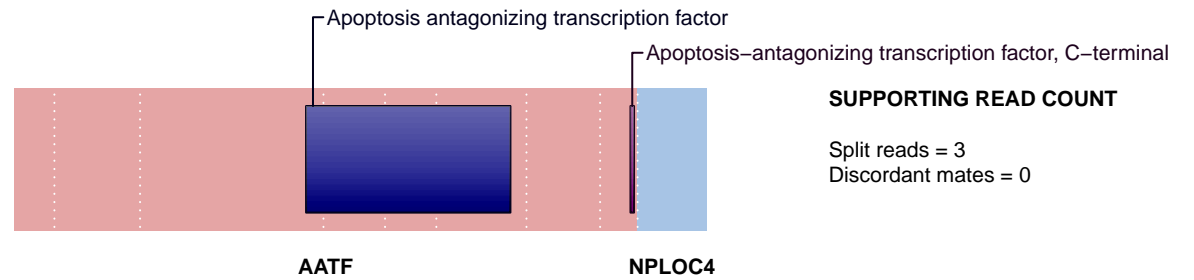 Apoptosis antagonizing transcription factor
Apoptosis−antagonizing transcription factor, C−terminal
SUPPORTING READ COUNT
Split reads = 3
Discordant mates = 0
AATF
NPLOC4